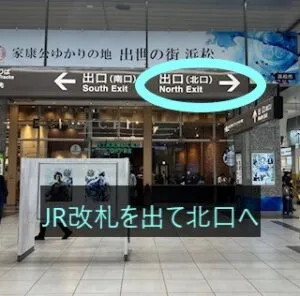 家康公ゆかりの地 出世の街 浜松
出口(南口)
South Exit
出口(北口)
North Exit
JR改札を出て北口へ